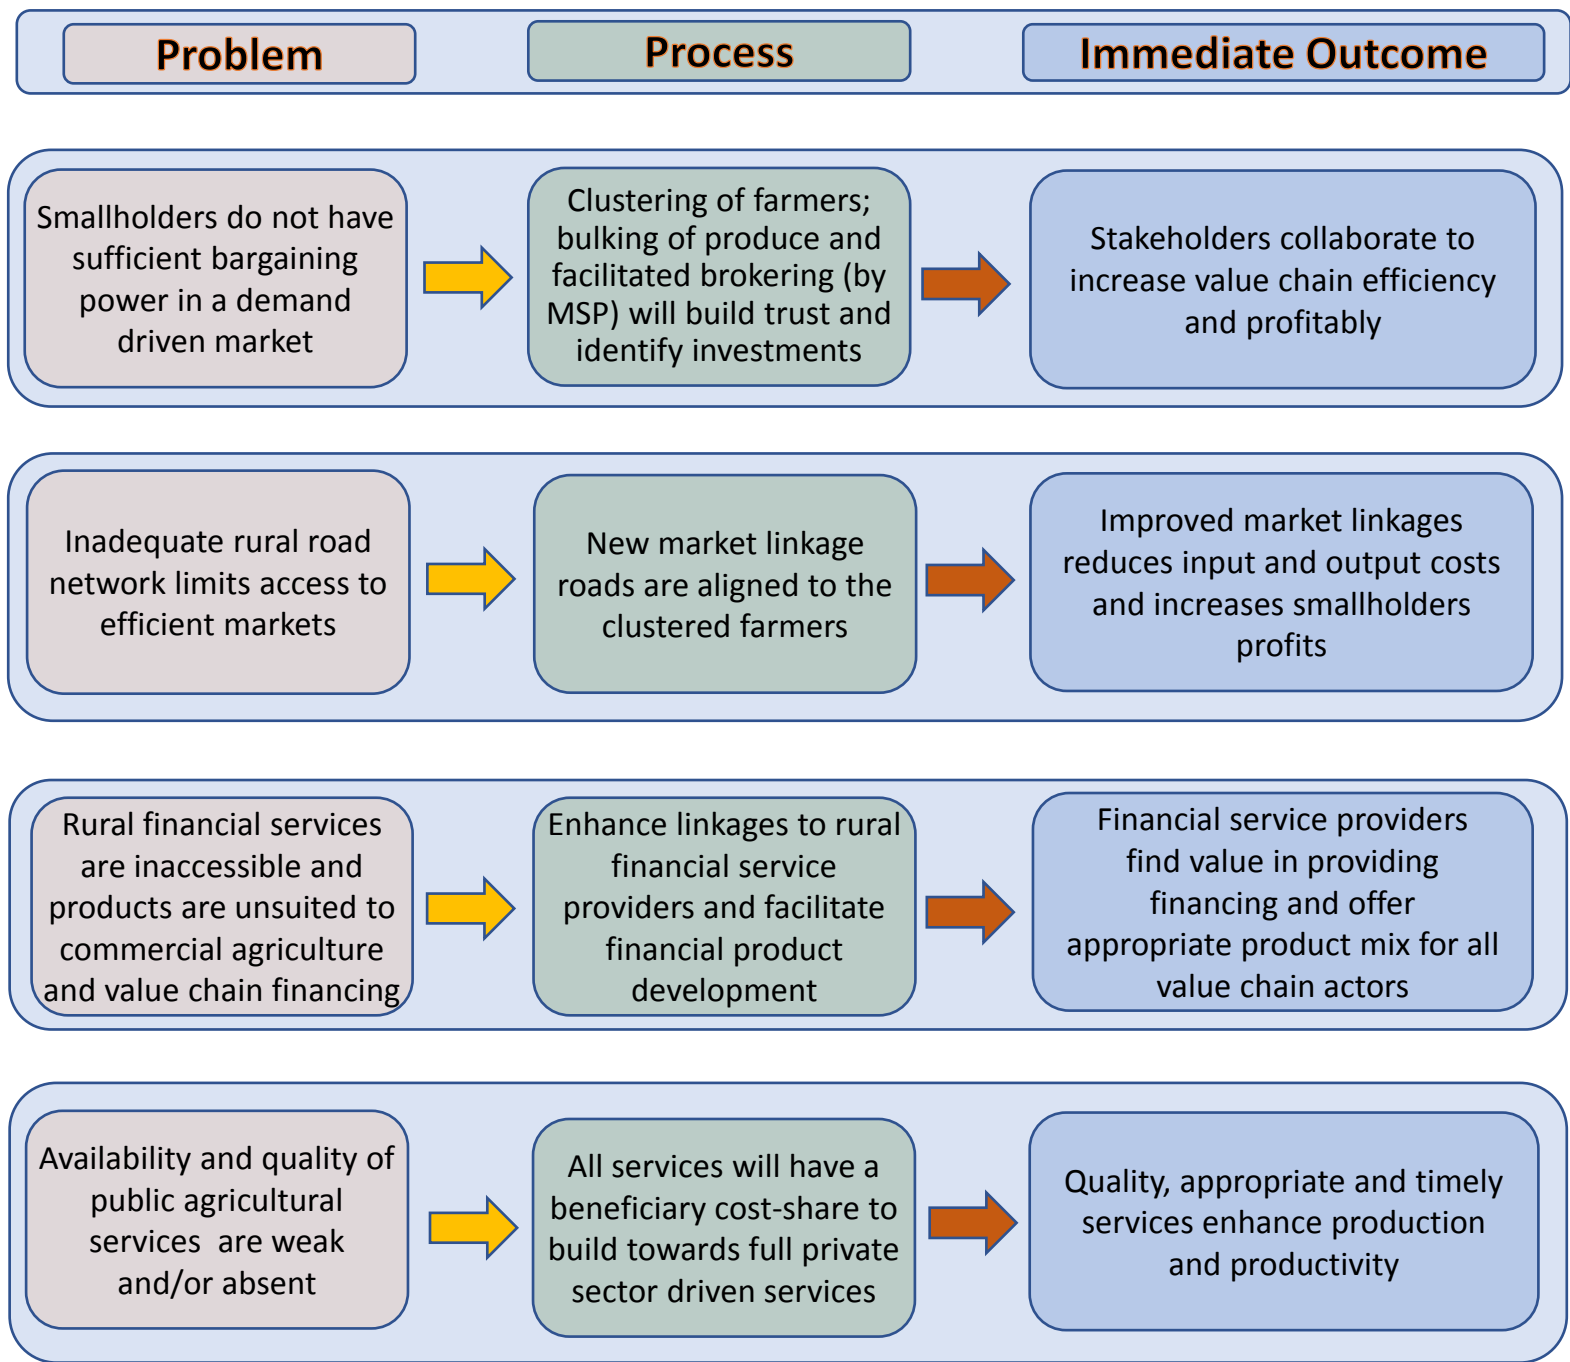 Problem
Process
Immediate Outcome
Smallholders do not have
sufficient bargaining
power in a demand
driven market
Clustering of farmers;
bulking of produce and
facilitated brokering (by
MSP) will build trust and
identify investments
Stakeholders collaborate to
increase value chain efficiency
and profitably
Inadequate rural road
network limits access to
efficient markets
New market linkage
roads are aligned to the
clustered farmers
Improved market linkages
reduces input and output costs
and increases smallholders
profits
Rural financial services
are inaccessible and
products are unsuited to
commercial agriculture
and value chain financing
Enhance linkages to rural
financial service
providers and facilitate
financial product
development
Financial service providers
find value in providing
financing and offer
appropriate product mix for all
value chain actors
Availability and quality of
public agricultural
services  are weak
and/or absent
All services will have a
beneficiary cost-share to
build towards full private
sector driven services
Quality, appropriate and timely
services enhance production
and productivity